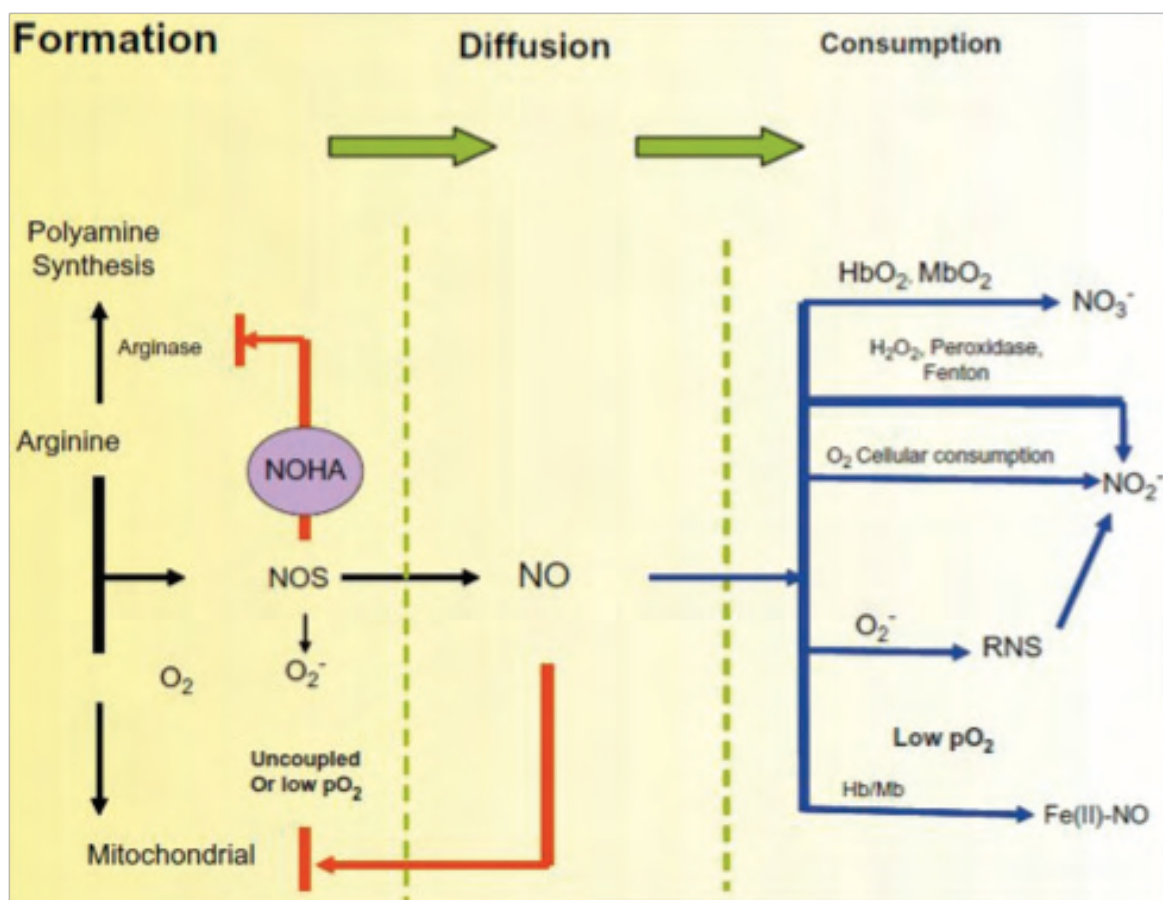 Formation
Diffusion
Consumption
Polyamine
Synthesis
Arginase
Arginine
NOHA
NOS
O₂
O₂⁻
Uncoupled
Or low pO₂
Mitochondrial
NO
HbO₂, MbO₂
NO₃⁻
H₂O₂, Peroxidase,
Fenton
O₂ Cellular consumption
NO₂⁻
O₂⁻
RNS
Low pO₂
Hb/Mb
Fe(II)-NO